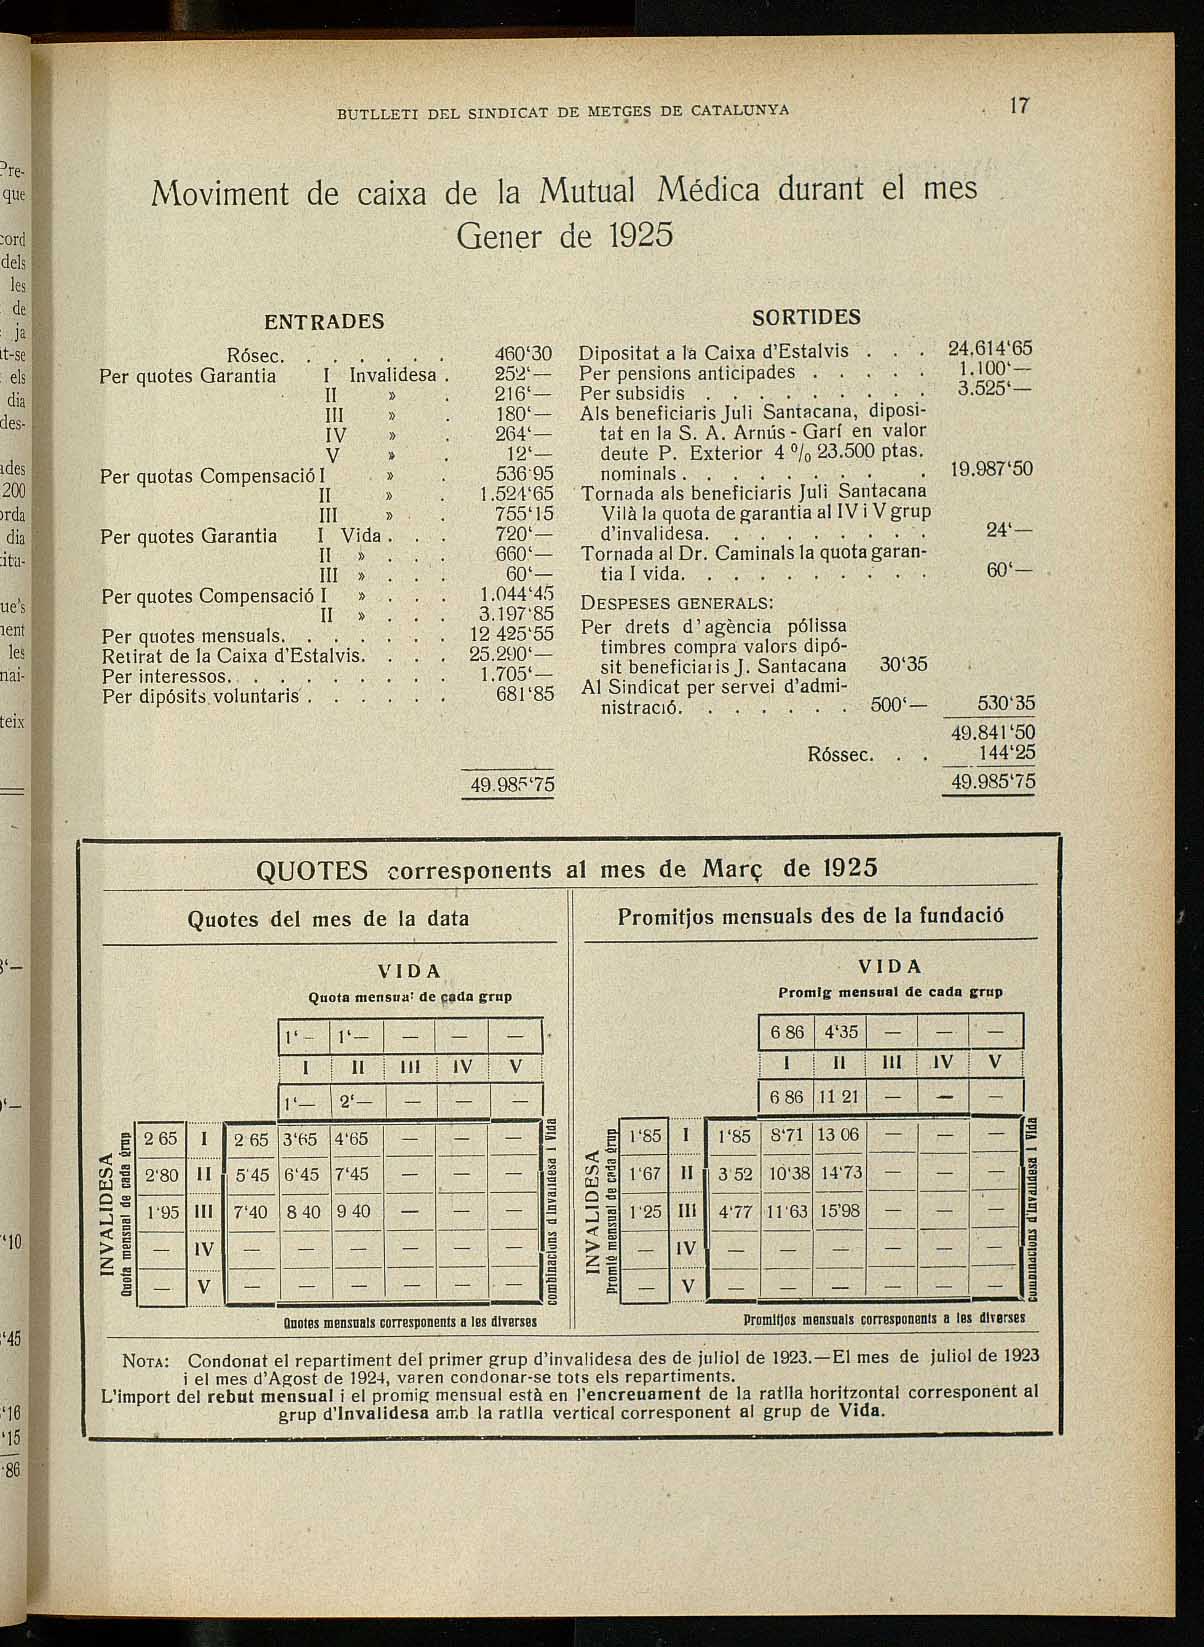 BUTLLETI DEL SINDICAT DE METGES DE CATALUNYA 17
Moviment de caixa de la Mutual Médica durant el mes
Gener de 1925
ENTRADES
Rósec. . . . . . . 460‘30
Per quotes Garantia I Invalidesa . 252‘—
II » . 216‘—
III » . 180‘—
IV » . 264‘—
V » . 12‘—
Per quotas Compensació I » . 536 95
II » . 1.524‘65
III » . 755‘15
Per quotes Garantia I Vida . . . 720‘—
II » . . . 660‘—
III » . . . 60‘—
Per quotes Compensació I » . . . 1.044‘45
II » . . . 3.197‘85
Per quotes mensuals. . . . . . . 12 425‘55
Retirat de la Caixa d'Estalvis. . . . 25.290‘—
Per interessos. . . . . . . . . 1.705‘—
Per dipósits voluntaris . . . . . . 681‘85
49.985‘75
SORTIDES
Dipositat a la Caixa d'Estalvis . . . 24.614‘65
Per pensions anticipades . . . . . 1.100‘—
Per subsidis . . . . . . . . . 3.525‘—
Als beneficiaris Juli Santacana, diposi-
tat en la S. A. Arnús - Garí en valor
deute P. Exterior 4 % 23.500 ptas.
nominals . . . . . . . . . . 19.987‘50
Tornada als beneficiaris Juli Santacana
Vilà la quota de garantia al IV i V grup
d'invalidesa. . . . . . . . . 24‘—
Tornada al Dr. Caminals la quota garan-
tia I vida. . . . . . . . . . 60‘—
DESPESES GENERALS:
Per drets d'agència pólissa
timbres compra valors dipó-
sit beneficiaris J. Santacana 30‘35
Al Sindicat per servei d'admi-
nistració. . . . . . . 500‘— 530‘35
49.841‘50
Róssec. . . 144‘25
49.985‘75
QUOTES corresponents al mes de Març de 1925
Quotes del mes de la data
VIDA
Quota mensual de cada grup
1‘— 1‘— — — —
I II III IV V
1‘— 2‘— — — —
INVALIDESA
Quota mensual de cada grup
2 65 I 2 65 3‘65 4‘65 — — —
2‘80 II 5‘45 6‘45 7‘45 — — —
1‘95 III 7‘40 8 40 9 40 — — —
— IV — — — — — —
— V — — — — — —
combinacions d'Invalidesa i Vida
Quotes mensuals corresponents a les diverses
Promitjos mensuals des de la fundació
VIDA
Promig mensual de cada grup
6 86 4‘35 — — —
I II III IV V
6 86 11 21 — — —
INVALIDESA
Promig mensual de cada grup
1‘85 I 1‘85 8‘71 13 06 — — —
1‘67 II 3 52 10‘38 14‘73 — — —
1‘25 III 4‘77 11‘63 15‘98 — — —
— IV — — — — — —
— V — — — — — —
combinacions d'Invalidesa i Vida
Promitjos mensuals corresponents a les diverses
NOTA: Condonat el repartiment del primer grup d'invalidesa des de juliol de 1923.—El mes de juliol de 1923
i el mes d'Agost de 1924, varen condonar-se tots els repartiments.
L'import del rebut mensual i el promig mensual està en l'encreuament de la ratlla horitzontal corresponent al
grup d'Invalidesa amb la ratlla vertical corresponent al grup de Vida.